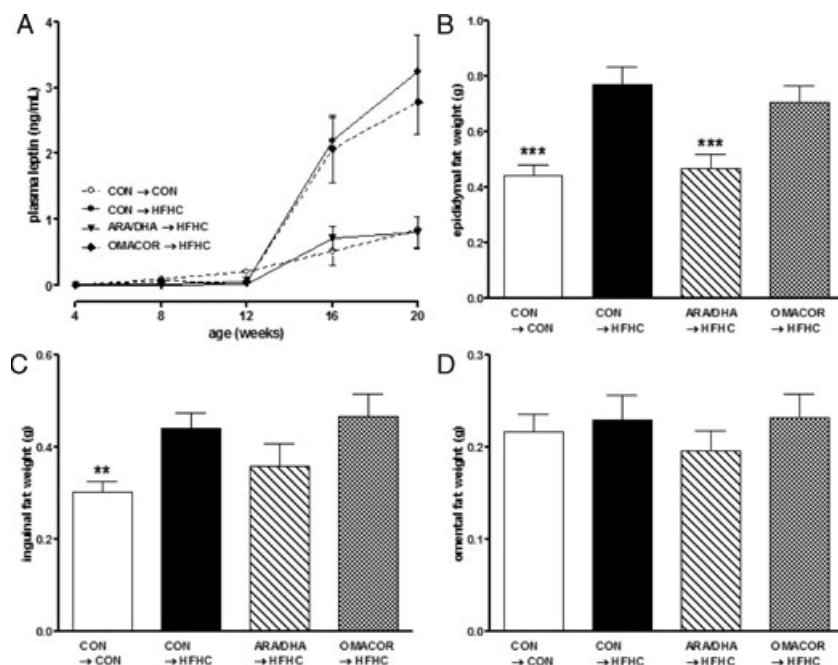 A
plasma leptin (ng/mL)
4
3
2
1
0
CON → CON
CON → HFHC
ARA/DHA → HFHC
OMACOR → HFHC
4
8
12
16
20
age (weeks)
B
epididymal fat weight (g)
1.0
0.8
0.6
0.4
0.2
0.0
***
***
CON
→ CON
CON
→ HFHC
ARA/DHA
→ HFHC
OMACOR
→ HFHC
C
inguinal fat weight (g)
0.6
0.4
0.2
0.0
**
CON
→ CON
CON
→ HFHC
ARA/DHA
→ HFHC
OMACOR
→ HFHC
D
omental fat weight (g)
0.3
0.2
0.1
0.0
CON
→ CON
CON
→ HFHC
ARA/DHA
→ HFHC
OMACOR
→ HFHC